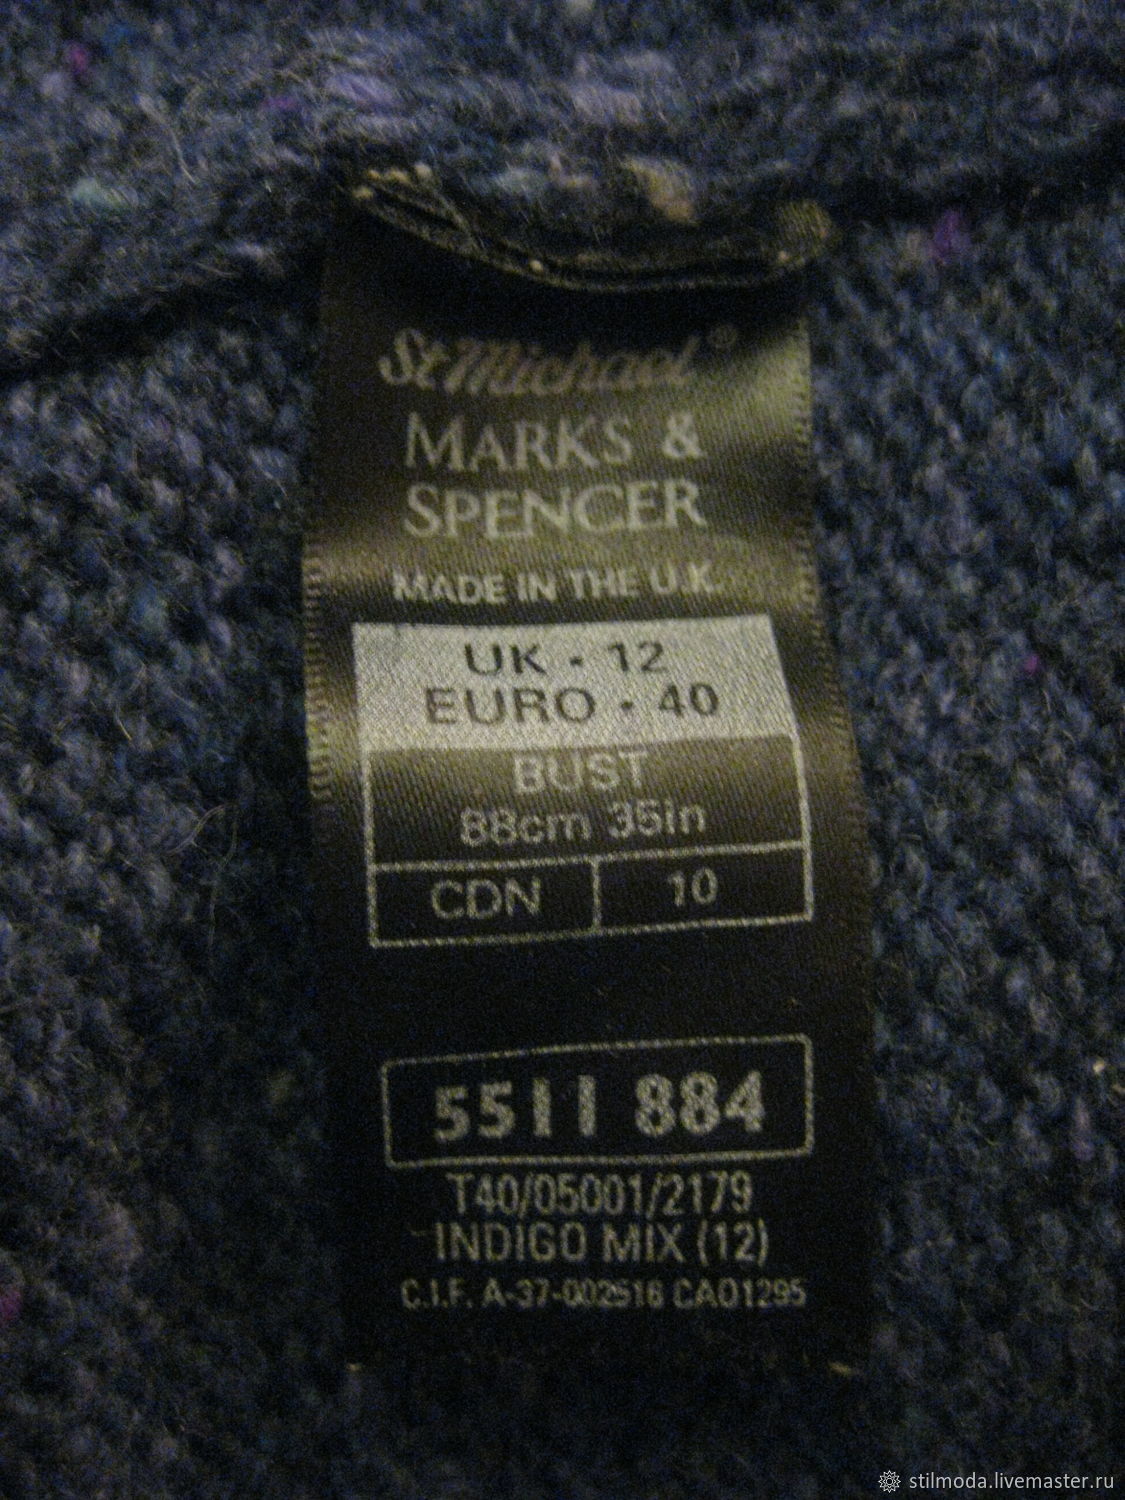 St Michael®
MARKS &
SPENCER
MADE IN THE U.K.
UK · 12
EURO · 40
BUST
88cm 35in
CDN 10
5511 884
T40/05001/2179
INDIGO MIX (12)
C.I.F. A-37-002516 CA01295
stilmoda.livemaster.ru